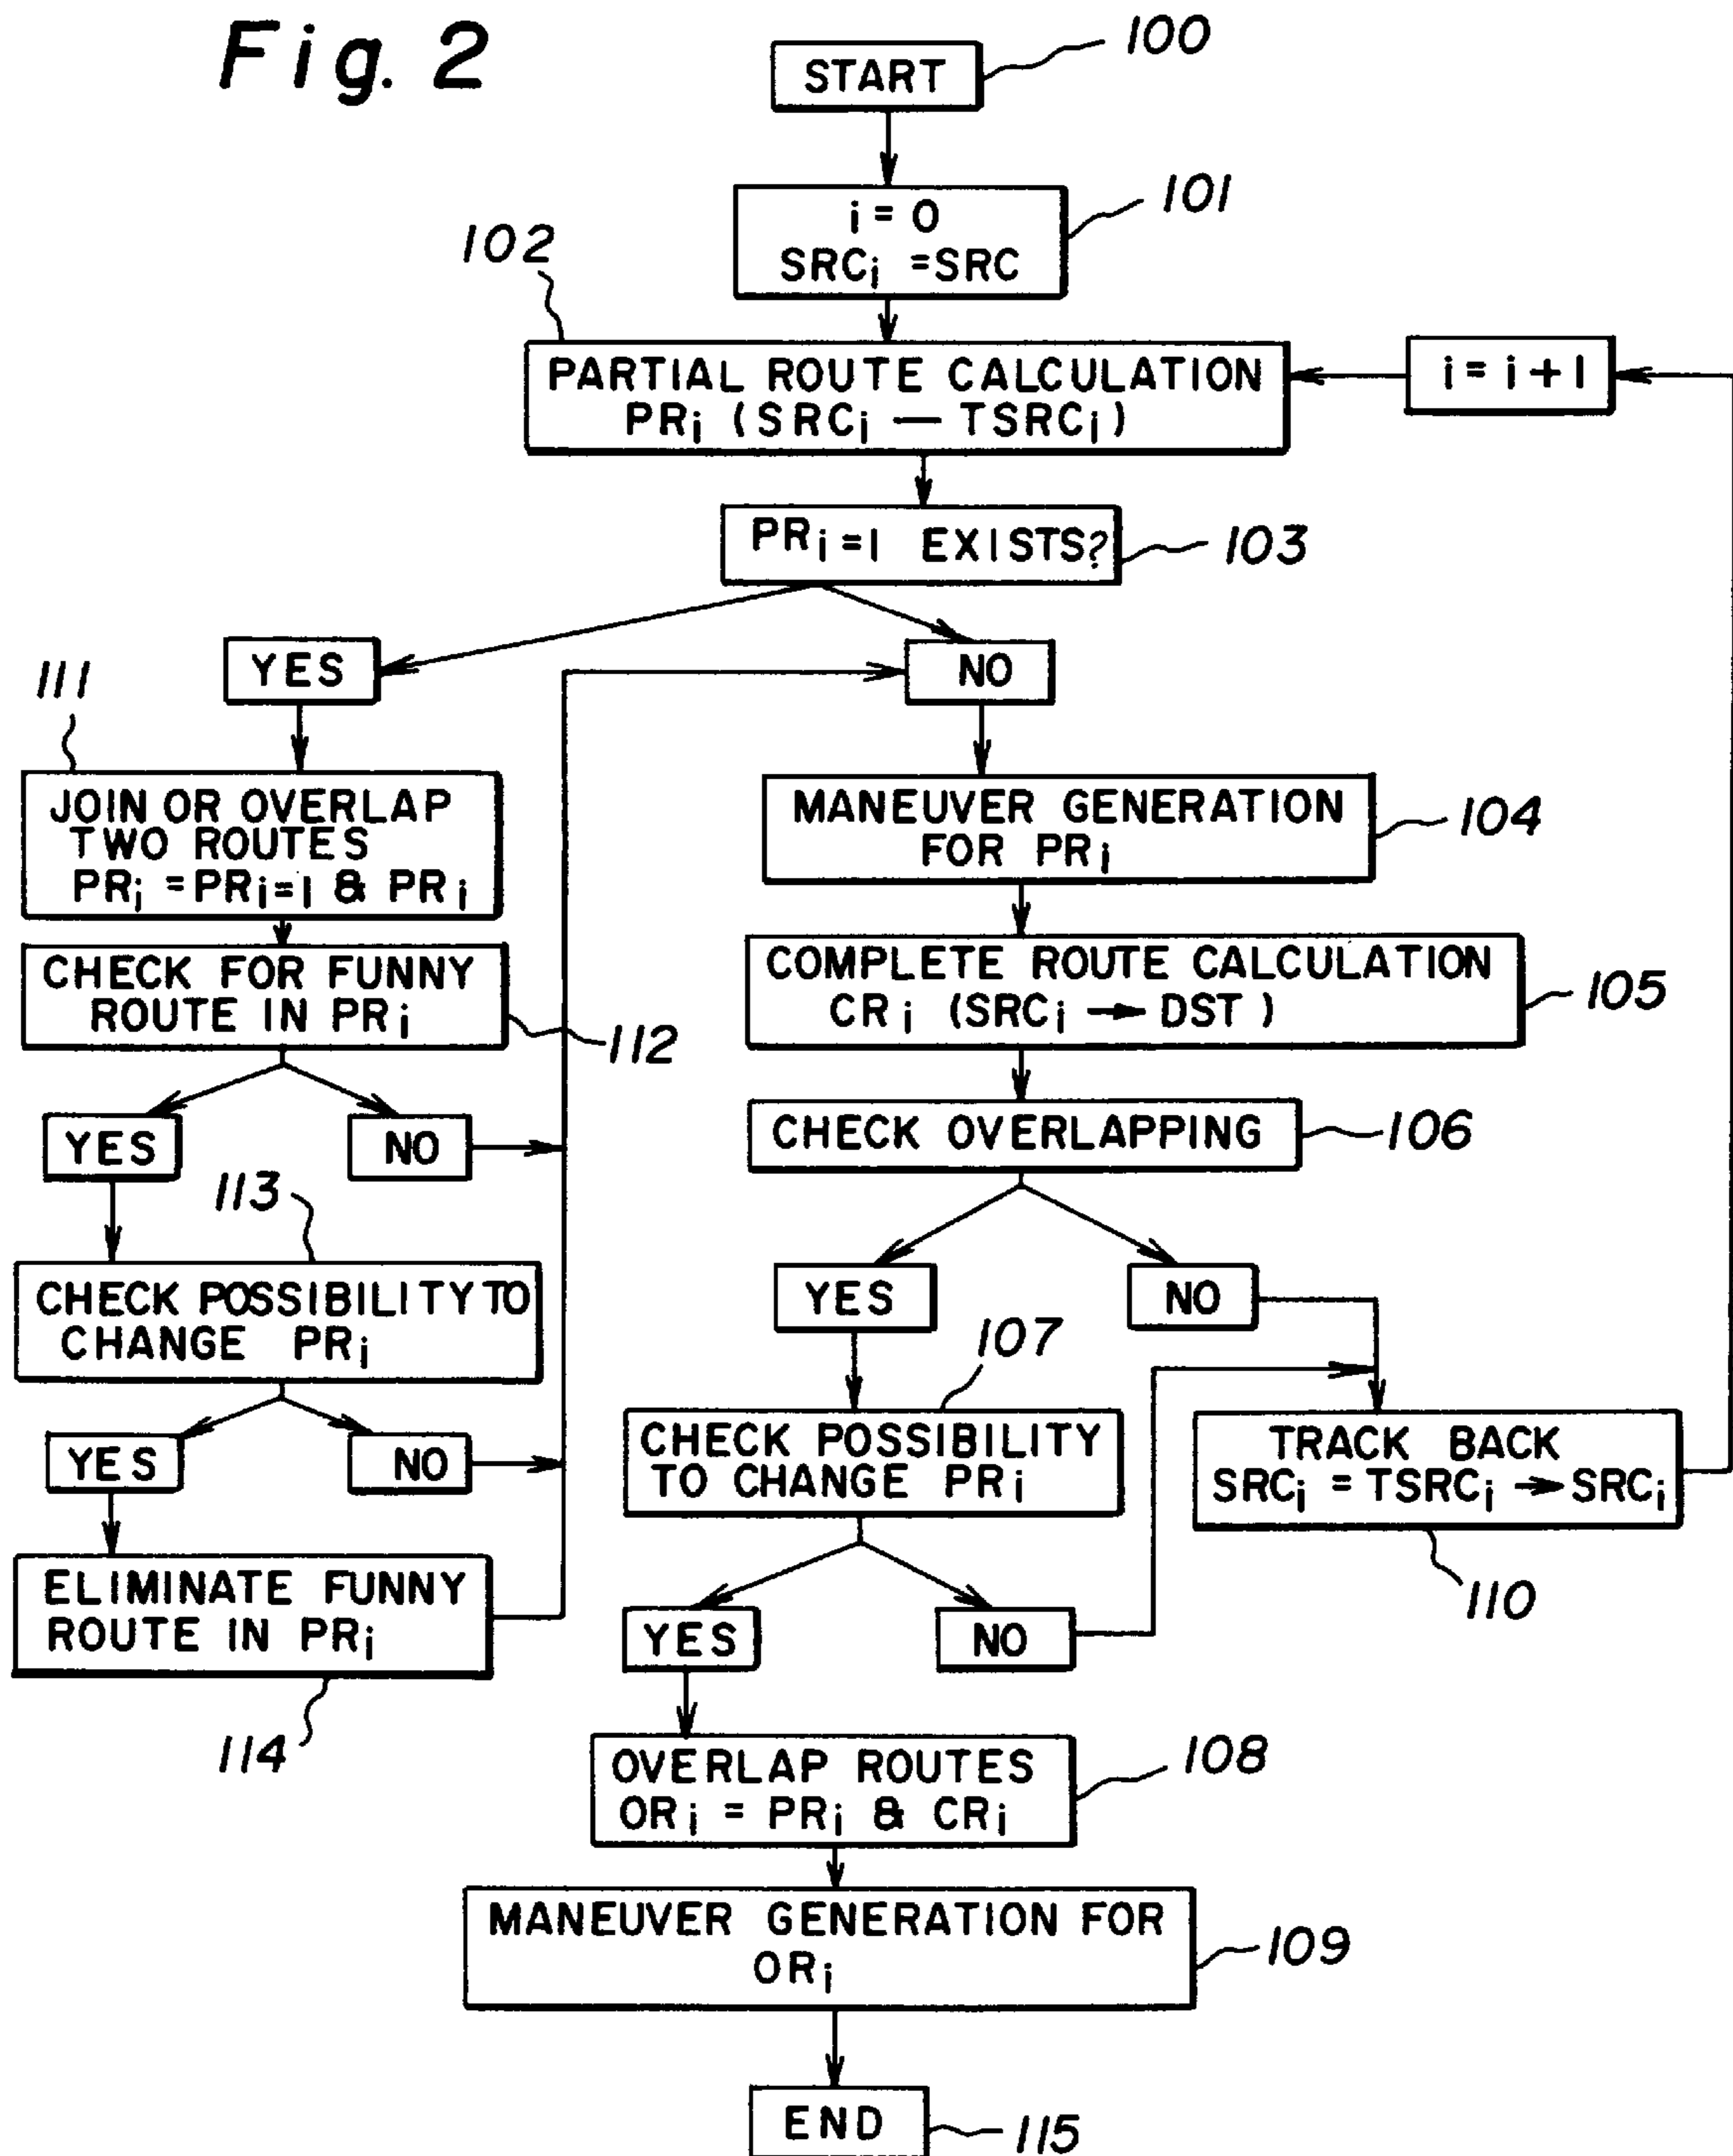 Fig. 2
START
100
i = 0
SRCi = SRC
101
102
PARTIAL ROUTE CALCULATION
PRi (SRCi — TSRCi)
i = i + 1
PRi=1 EXISTS?
103
YES
NO
111
JOIN OR OVERLAP
TWO ROUTES
PRi = PRi=1 & PRi
MANEUVER GENERATION
FOR PRi
104
CHECK FOR FUNNY
ROUTE IN PRi
112
COMPLETE ROUTE CALCULATION
CRi (SRCi → DST)
105
YES
NO
CHECK OVERLAPPING
106
113
CHECK POSSIBILITY TO
CHANGE PRi
YES
NO
107
YES
NO
CHECK POSSIBILITY
TO CHANGE PRi
TRACK BACK
SRCi = TSRCi → SRCi
110
ELIMINATE FUNNY
ROUTE IN PRi
114
YES
NO
OVERLAP ROUTES
ORi = PRi & CRi
108
MANEUVER GENERATION FOR
ORi
109
END
115